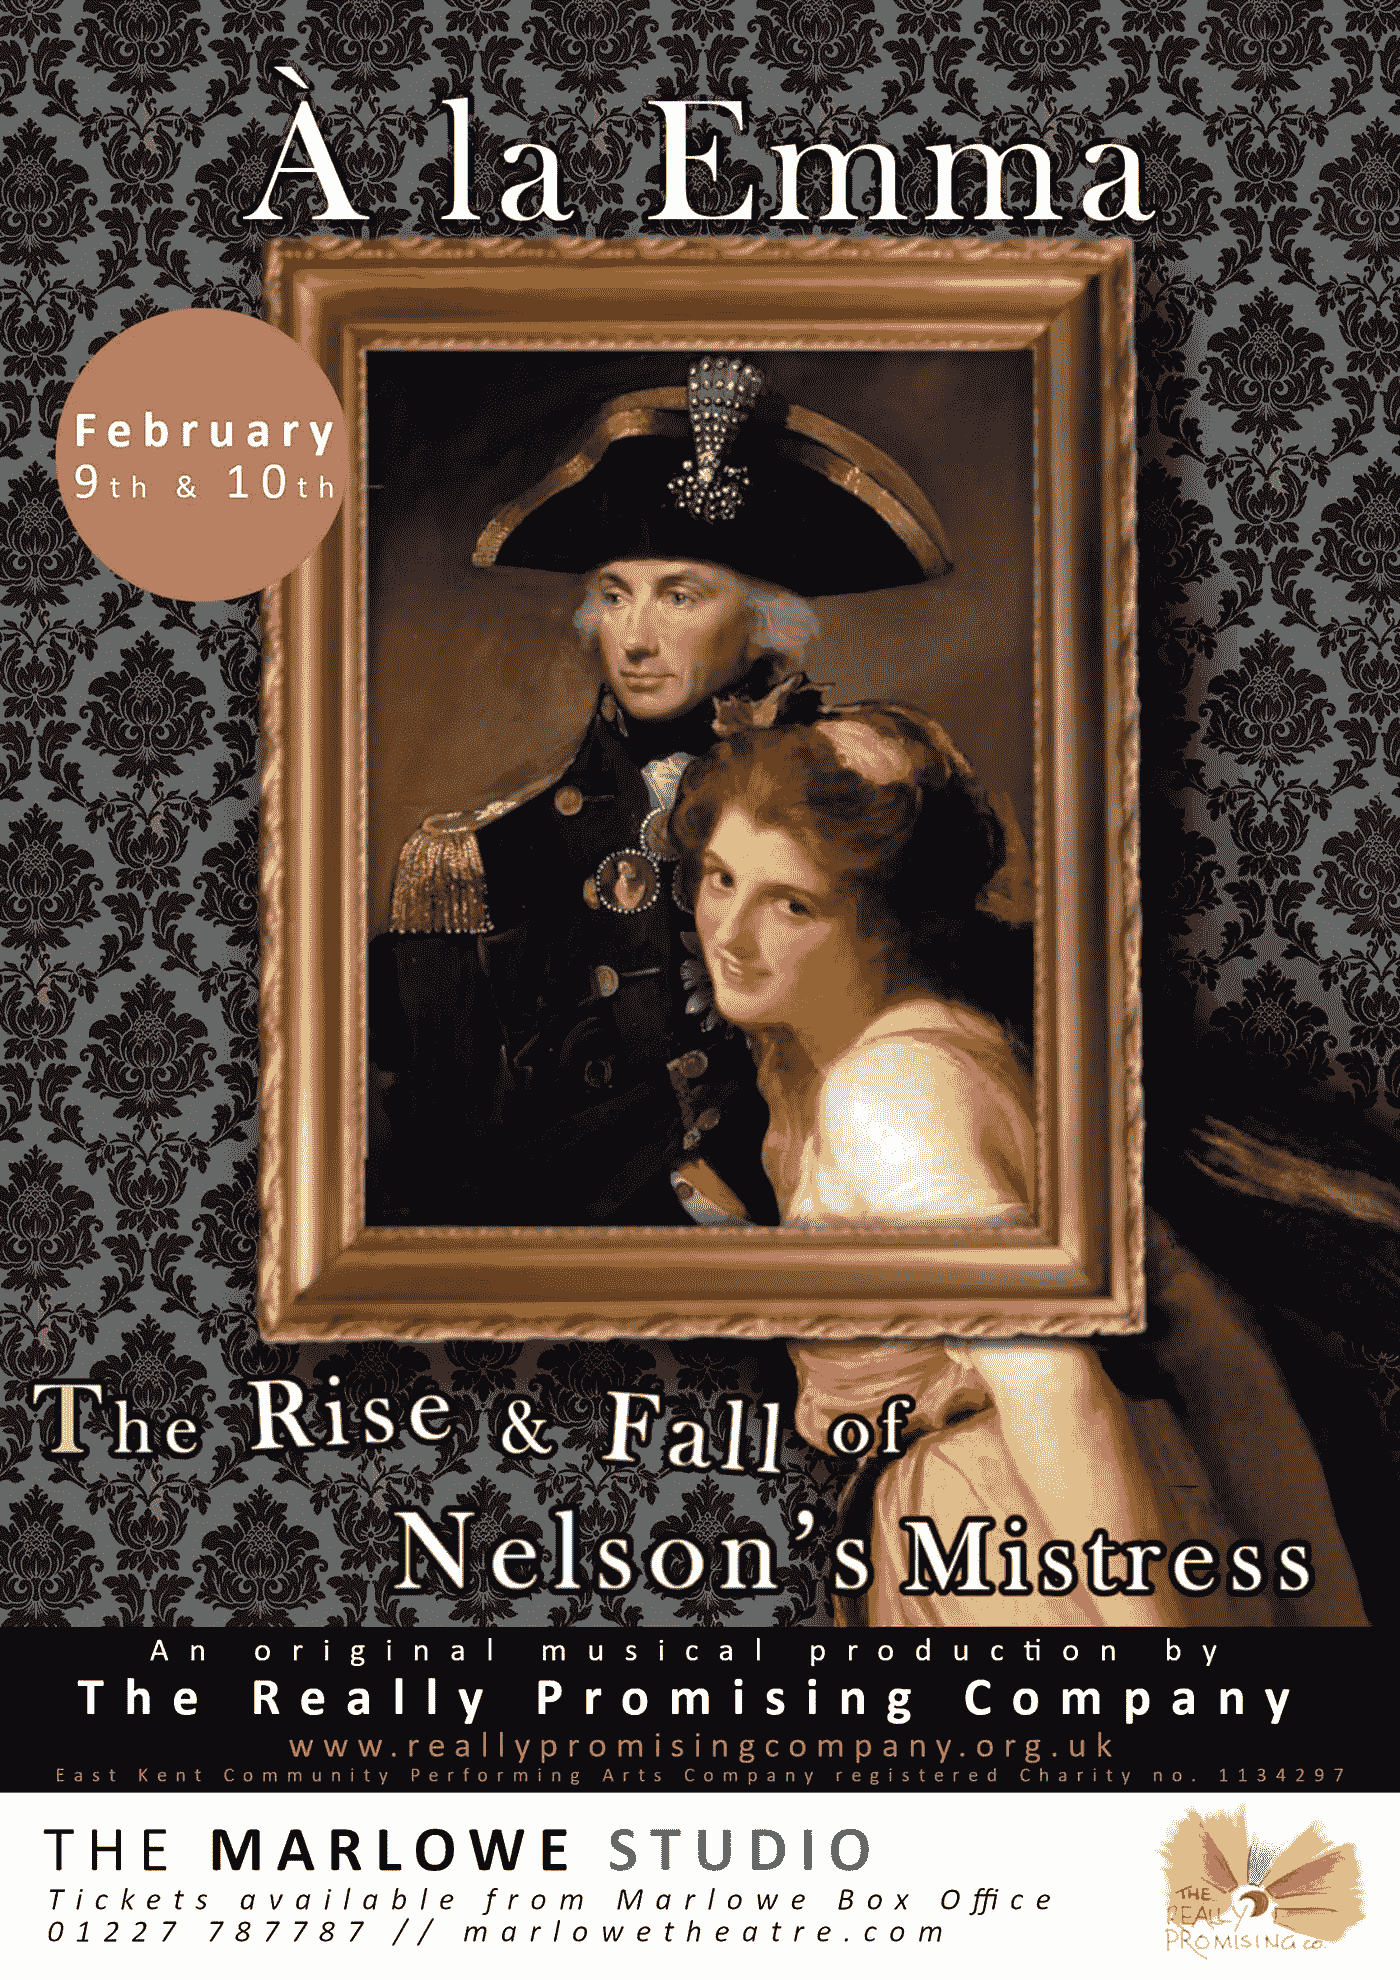 À la Emma
February
9th & 10th
The Rise & Fall of
Nelson's Mistress
An original musical production by
The Really Promising Company
www.reallypromisingcompany.org.uk
East Kent Community Performing Arts Company registered Charity no. 1134297
THE MARLOWE STUDIO
Tickets available from Marlowe Box Office
01227 787787 // marlowetheatre.com
THE
REALLY
PROMISING CO.